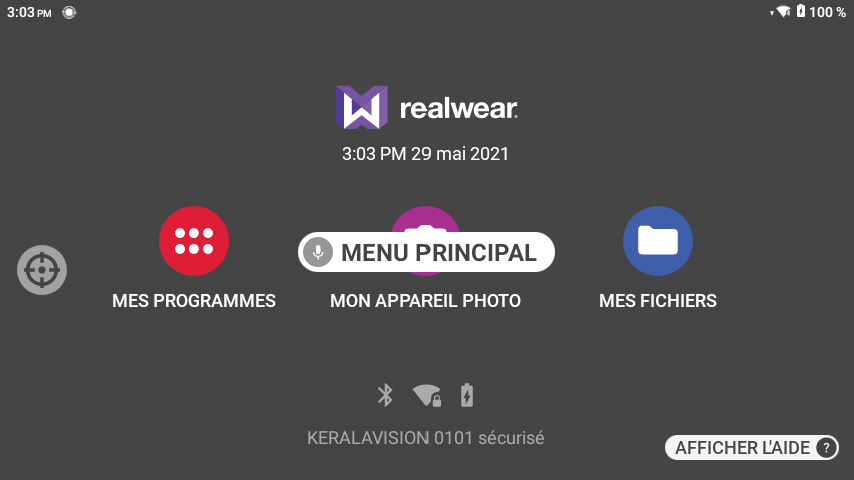 3:03 PM
100 %
realwear
3:03 PM 29 mai 2021
MENU PRINCIPAL
MES PROGRAMMES
MON APPAREIL PHOTO
MES FICHIERS
KERALAVISION 0101 sécurisé
AFFICHER L'AIDE ?